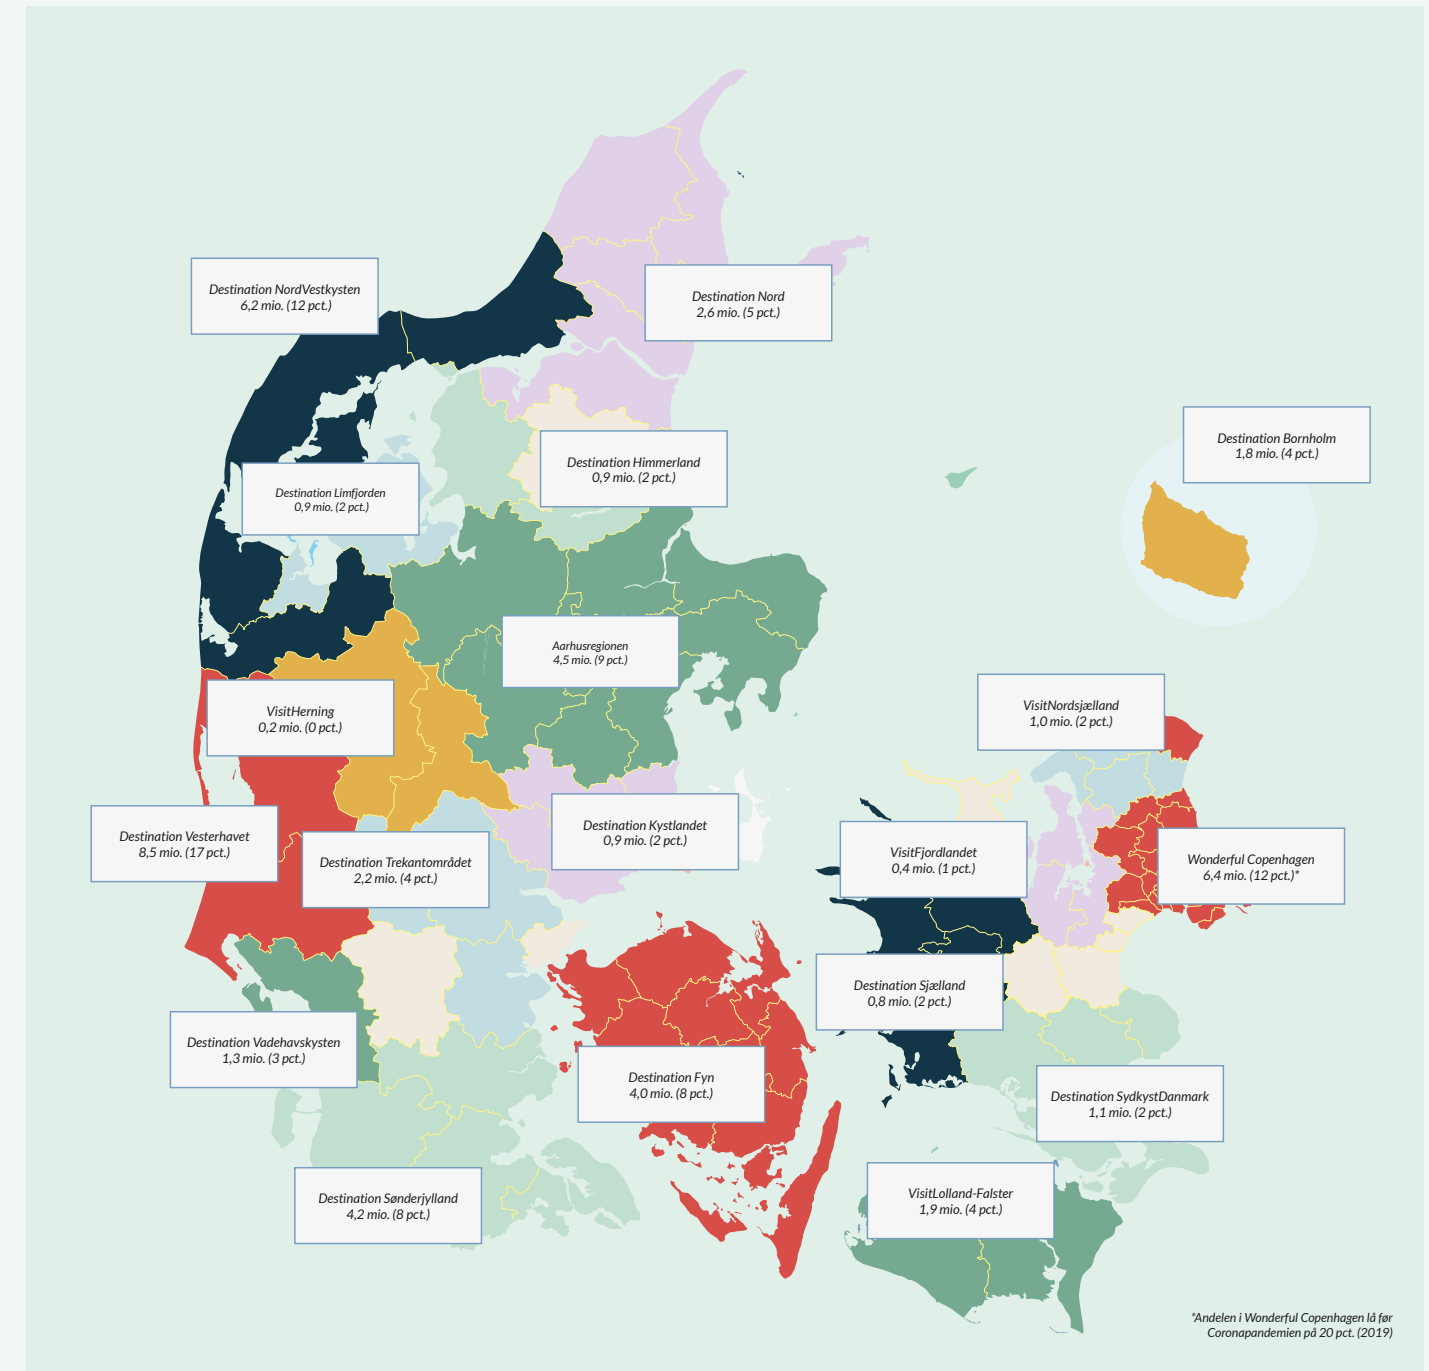 Destination NordVestkysten
6,2 mio. (12 pct.)
Destination Nord
2,6 mio. (5 pct.)
Destination Bornholm
1,8 mio. (4 pct.)
Destination Himmerland
0,9 mio. (2 pct.)
Destination Limfjorden
0,9 mio. (2 pct.)
Aarhusregionen
4,5 mio. (9 pct.)
VisitHerning
0,2 mio. (0 pct.)
VisitNordsjælland
1,0 mio. (2 pct.)
Destination Vesterhavet
8,5 mio. (17 pct.)
Destination Kystlandet
0,9 mio. (2 pct.)
Destination Trekantområdet
2,2 mio. (4 pct.)
VisitFjordlandet
0,4 mio. (1 pct.)
Wonderful Copenhagen
6,4 mio. (12 pct.)*
Destination Sjælland
0,8 mio. (2 pct.)
Destination Vadehavskysten
1,3 mio. (3 pct.)
Destination Fyn
4,0 mio. (8 pct.)
Destination SydkystDanmark
1,1 mio. (2 pct.)
Destination Sønderjylland
4,2 mio. (8 pct.)
VisitLolland-Falster
1,9 mio. (4 pct.)
*Andelen i Wonderful Copenhagen lå før
Coronapandemien på 20 pct. (2019)